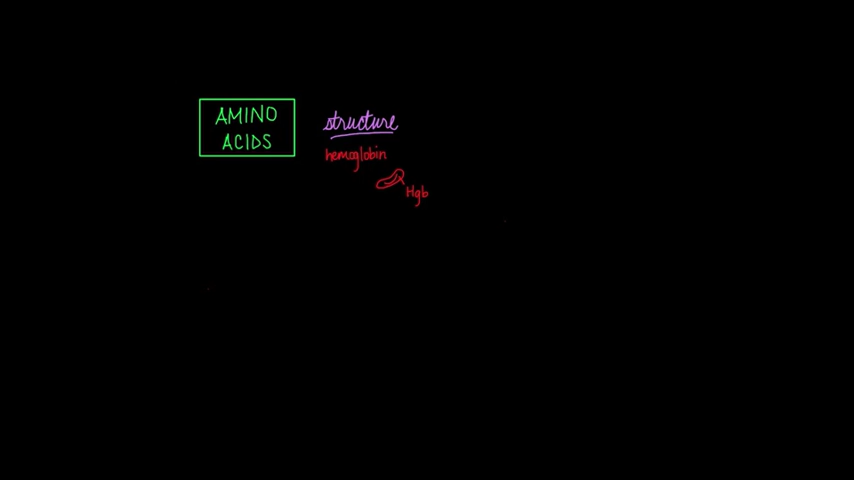 AMINO
ACIDS
structure
hemoglobin
Hgb